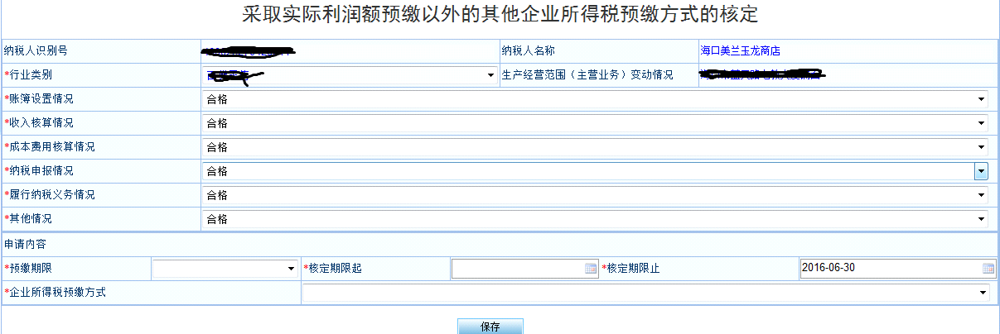 采取实际利润额预缴以外的其他企业所得税预缴方式的核定
纳税人识别号 纳税人名称 海口美兰玉龙商店
*行业类别 生产经营范围（主营业务）变动情况
*账簿设置情况 合格
*收入核算情况 合格
*成本费用核算情况 合格
*纳税申报情况 合格
*履行纳税义务情况 合格
*其他情况 合格
申请内容
*预缴期限 *核定期限起 *核定期限止 2016-06-30
*企业所得税预缴方式
保存